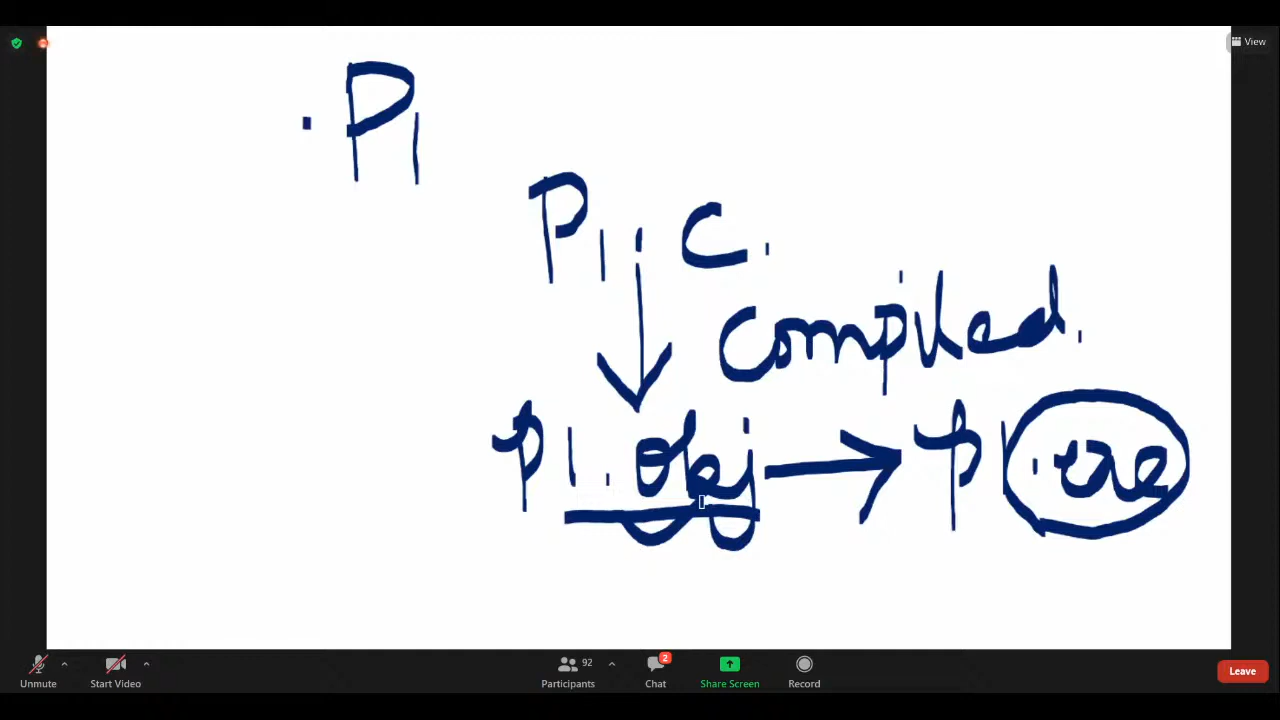 View
. P1
P1. C.
compiled.
p1.obj → p1.exe
Unmute Start Video 92 Participants 2 Chat Share Screen Record Leave